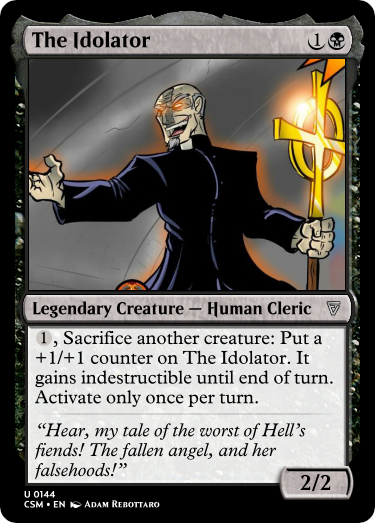 The Idolator 1
Legendary Creature — Human Cleric
1, Sacrifice another creature: Put a
+1/+1 counter on The Idolator. It
gains indestructible until end of turn.
Activate only once per turn.
“Hear, my tale of the worst of Hell’s
fiends! The fallen angel, and her
falsehoods!”
2/2
U 0144
CSM • EN Adam Rebottaro